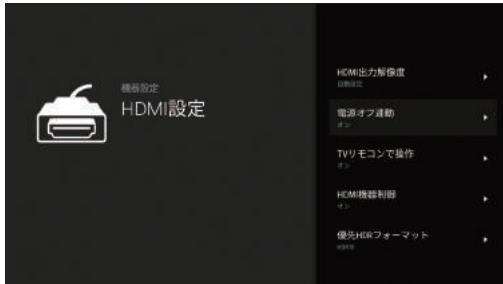 機器設定
HDMI設定
HDMI出力解像度
自動設定
電源オフ連動
オン
TVリモコンで操作
オン
HDMI機器制御
オン
優先HDRフォーマット